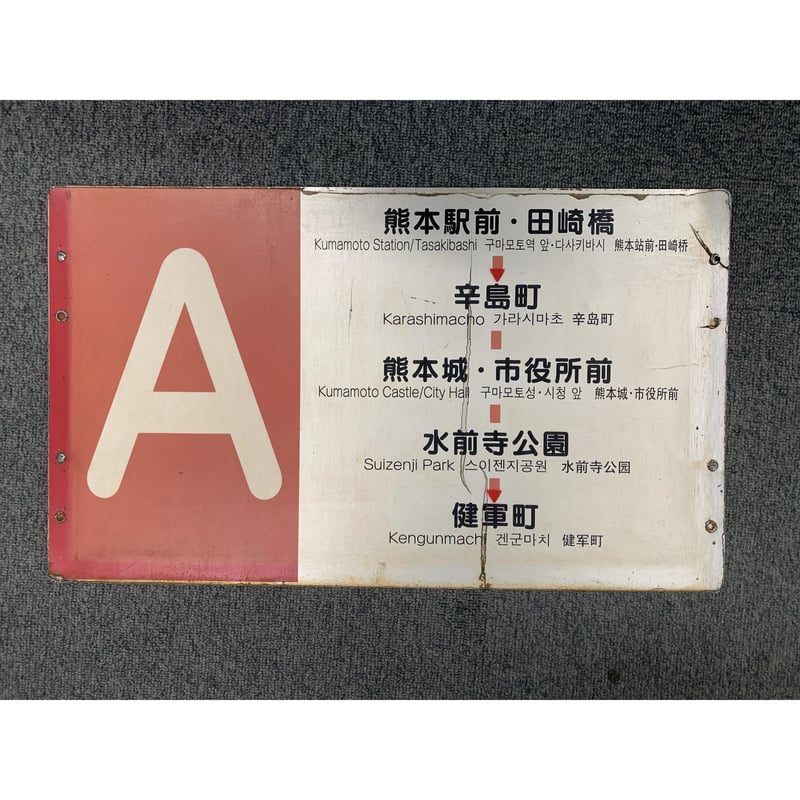 A
熊本駅前・田崎橋
Kumamoto Station/Tasakibashi 구마모토역 앞・다사키바시 熊本站前・田崎桥
辛島町
Karashimacho 가라시마초 辛岛町
熊本城・市役所前
Kumamoto Castle/City Hall 구마모토성・시청 앞 熊本城・市役所前
水前寺公園
Suizenji Park 스이젠지공원 水前寺公园
健軍町
Kengunmachi 겐군마치 健军町